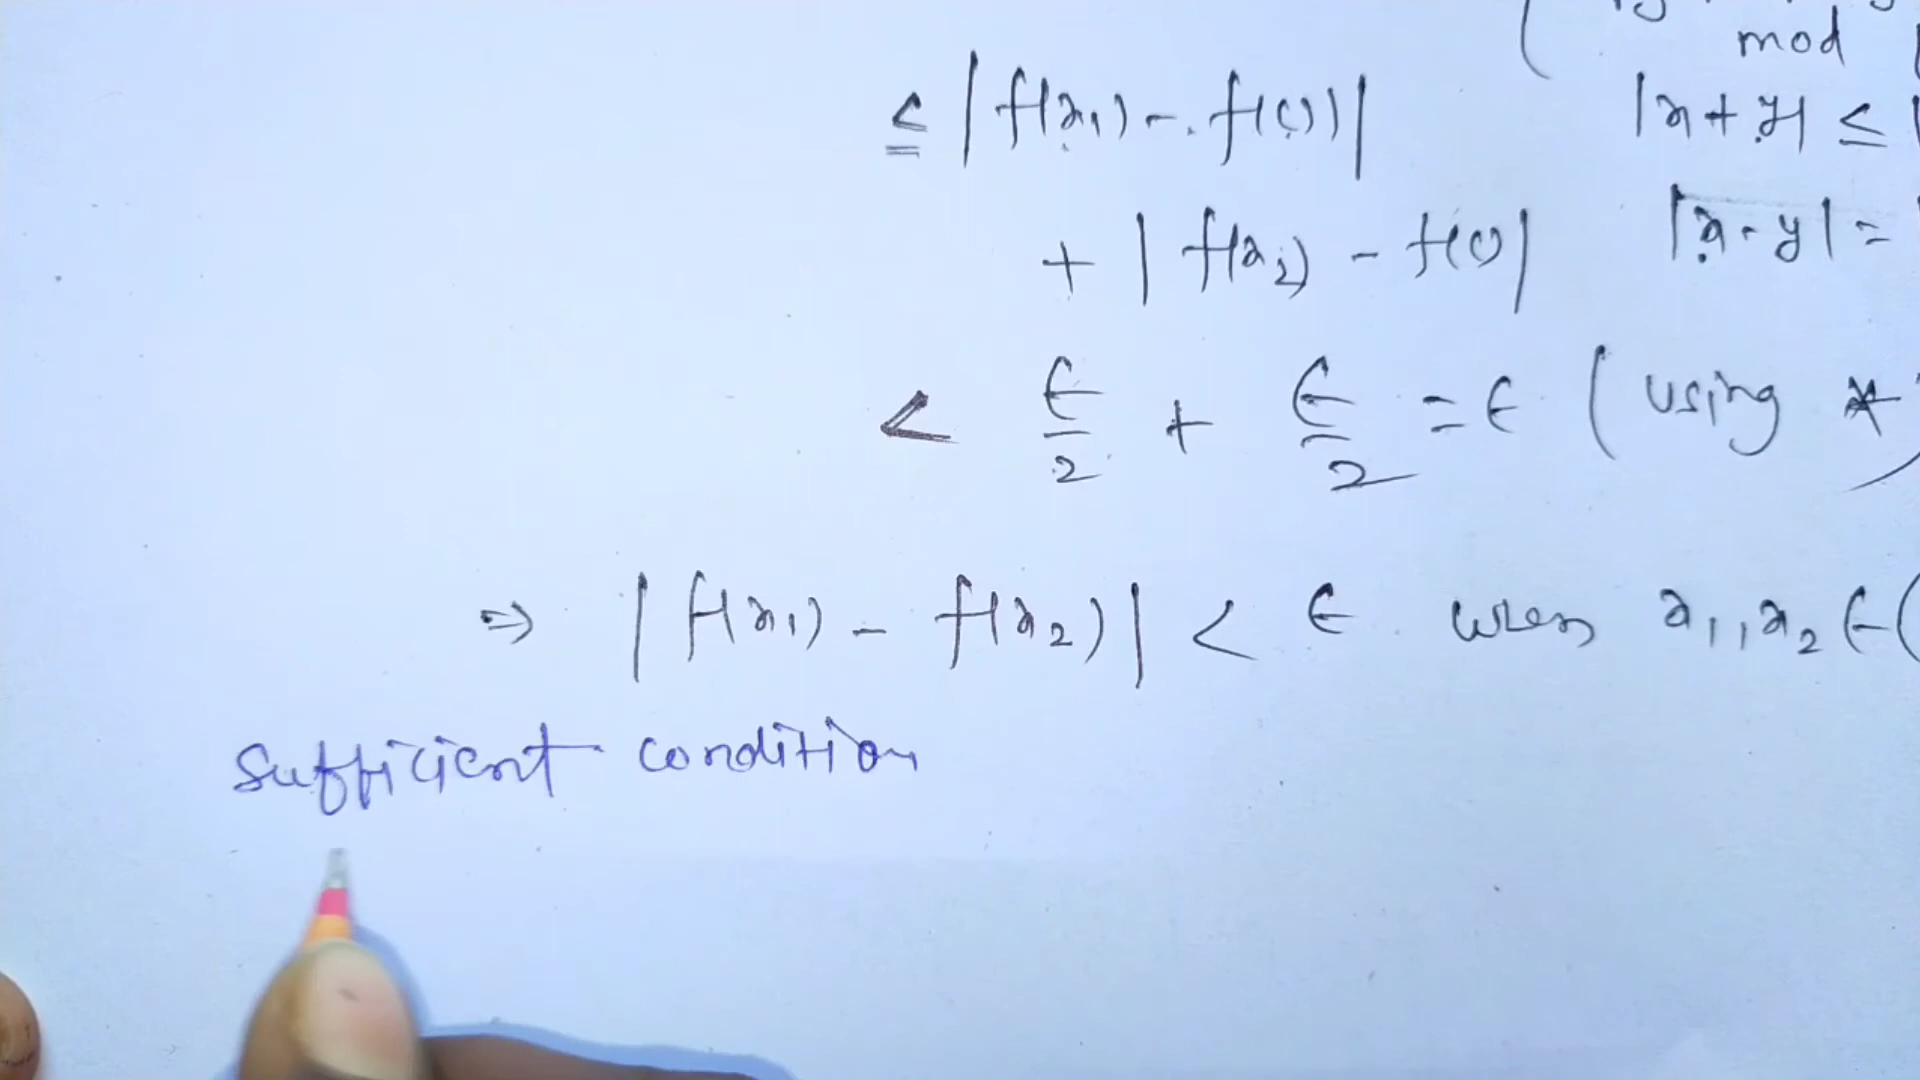 mod
≤ |f(x₁) - f(c)| |x + y| ≤ |
+ | f(x₂) - f(c)| |x - y| =
< ϵ/2 + ϵ/2 = ϵ (using *)
⇒ | f(x₁) - f(x₂)| < ϵ when x₁, x₂ ∈ (
Sufficient condition